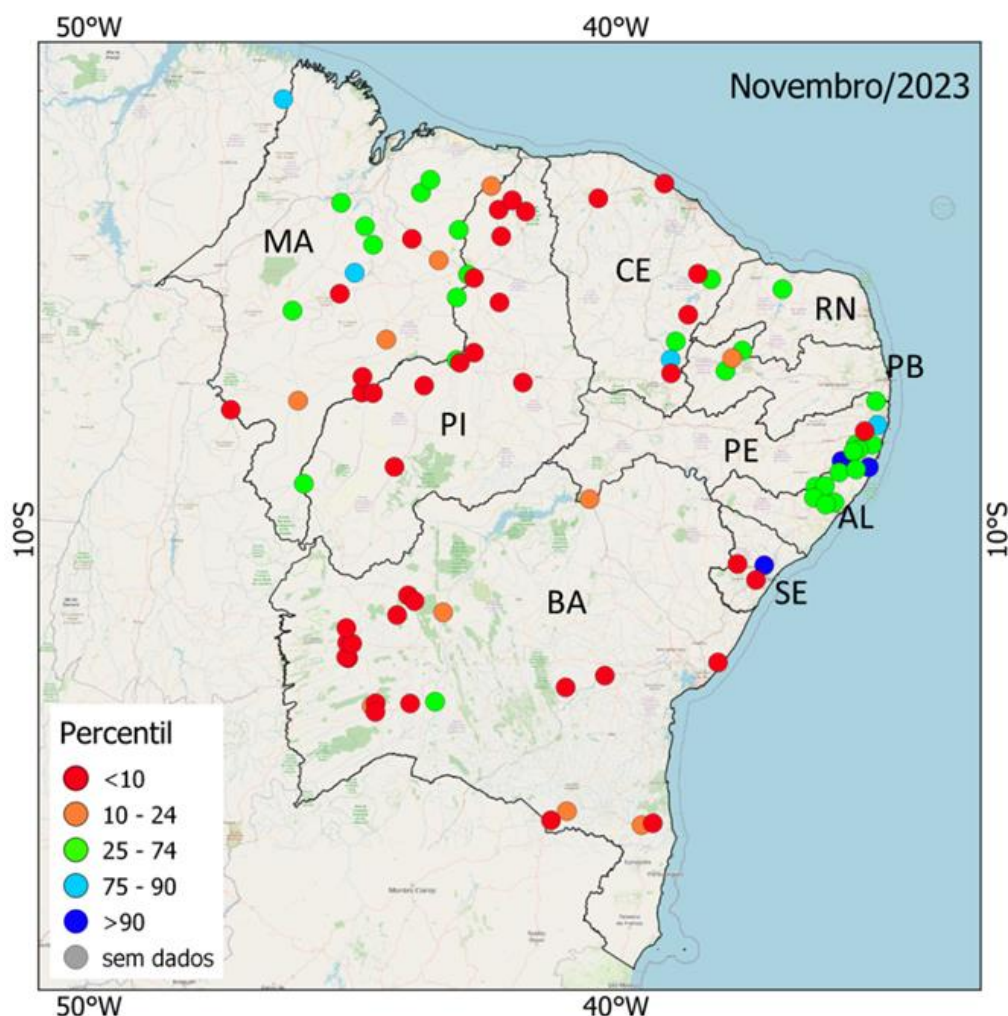 50°W 40°W
Novembro/2023
MA
CE
RN
PB
PI
PE
10°S 10°S
AL
BA
SE
Percentil
<10
10 - 24
25 - 74
75 - 90
>90
sem dados
50°W 40°W